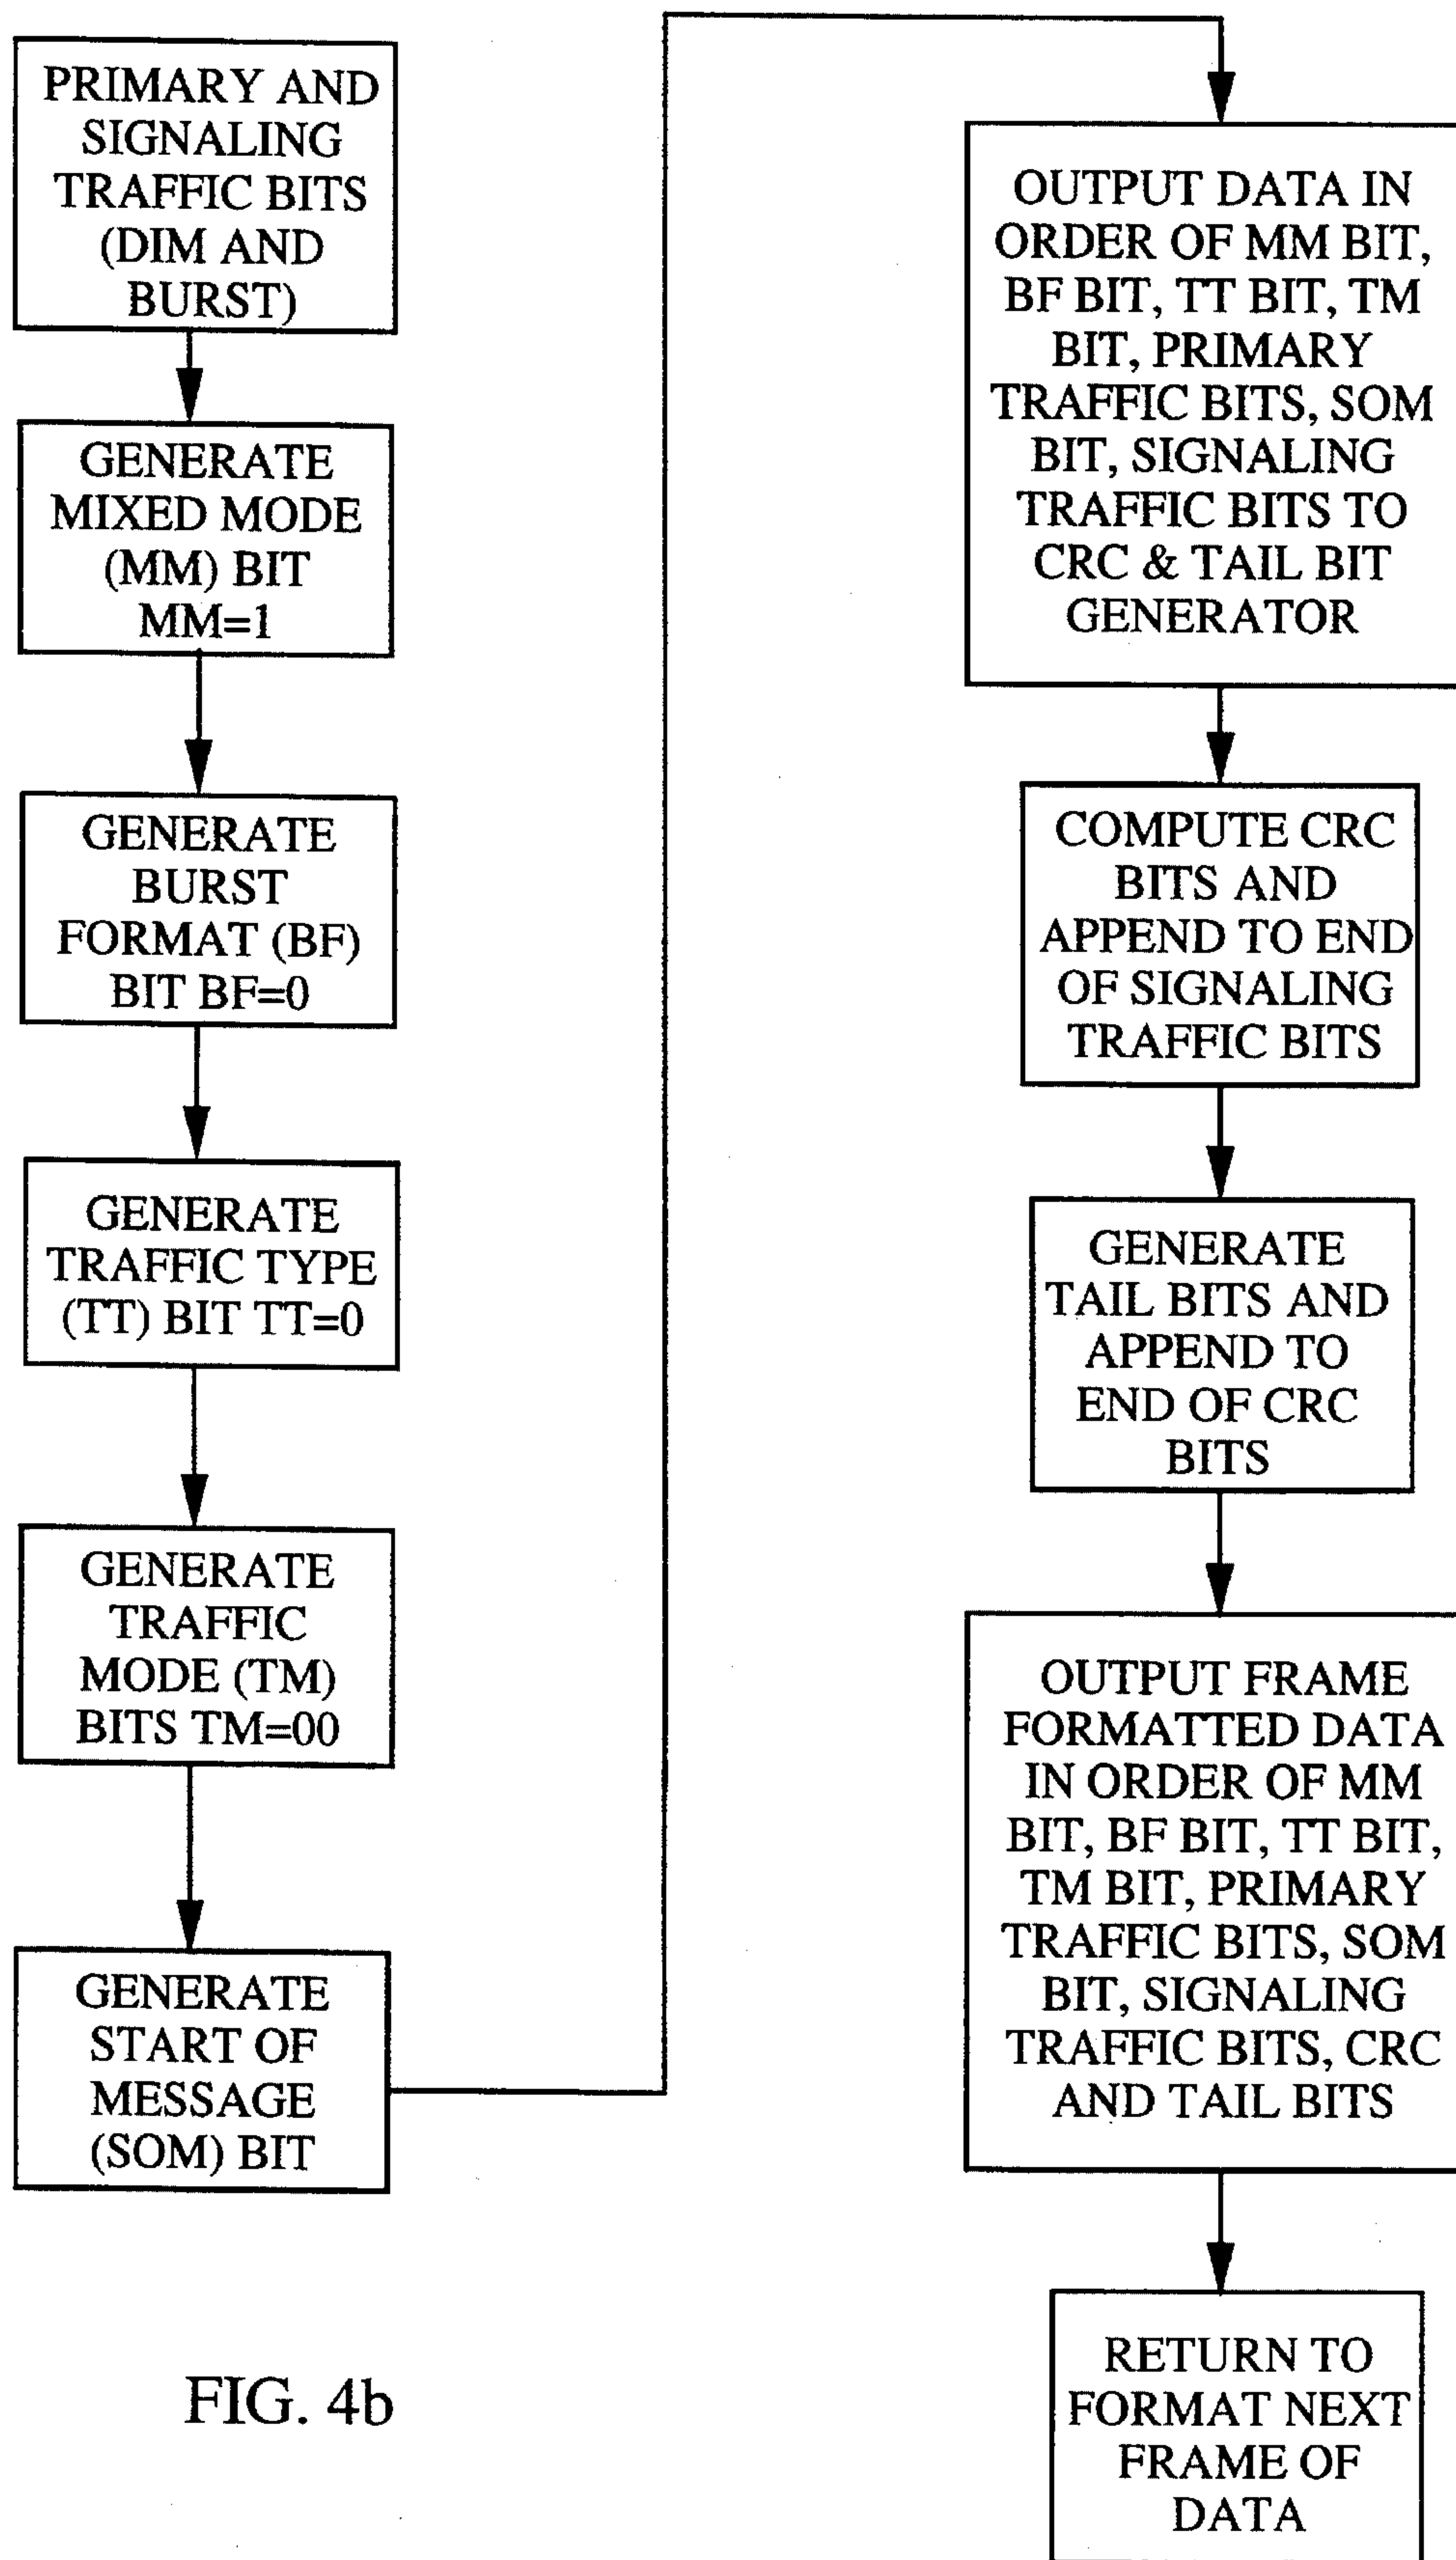 PRIMARY AND
SIGNALING
TRAFFIC BITS
(DIM AND
BURST)
GENERATE
MIXED MODE
(MM) BIT
MM=1
GENERATE
BURST
FORMAT (BF)
BIT BF=0
GENERATE
TRAFFIC TYPE
(TT) BIT TT=0
GENERATE
TRAFFIC
MODE (TM)
BITS TM=00
GENERATE
START OF
MESSAGE
(SOM) BIT
OUTPUT DATA IN
ORDER OF MM BIT,
BF BIT, TT BIT, TM
BIT, PRIMARY
TRAFFIC BITS, SOM
BIT, SIGNALING
TRAFFIC BITS TO
CRC & TAIL BIT
GENERATOR
COMPUTE CRC
BITS AND
APPEND TO END
OF SIGNALING
TRAFFIC BITS
GENERATE
TAIL BITS AND
APPEND TO
END OF CRC
BITS
OUTPUT FRAME
FORMATTED DATA
IN ORDER OF MM
BIT, BF BIT, TT BIT,
TM BIT, PRIMARY
TRAFFIC BITS, SOM
BIT, SIGNALING
TRAFFIC BITS, CRC
AND TAIL BITS
RETURN TO
FORMAT NEXT
FRAME OF
DATA
FIG. 4b